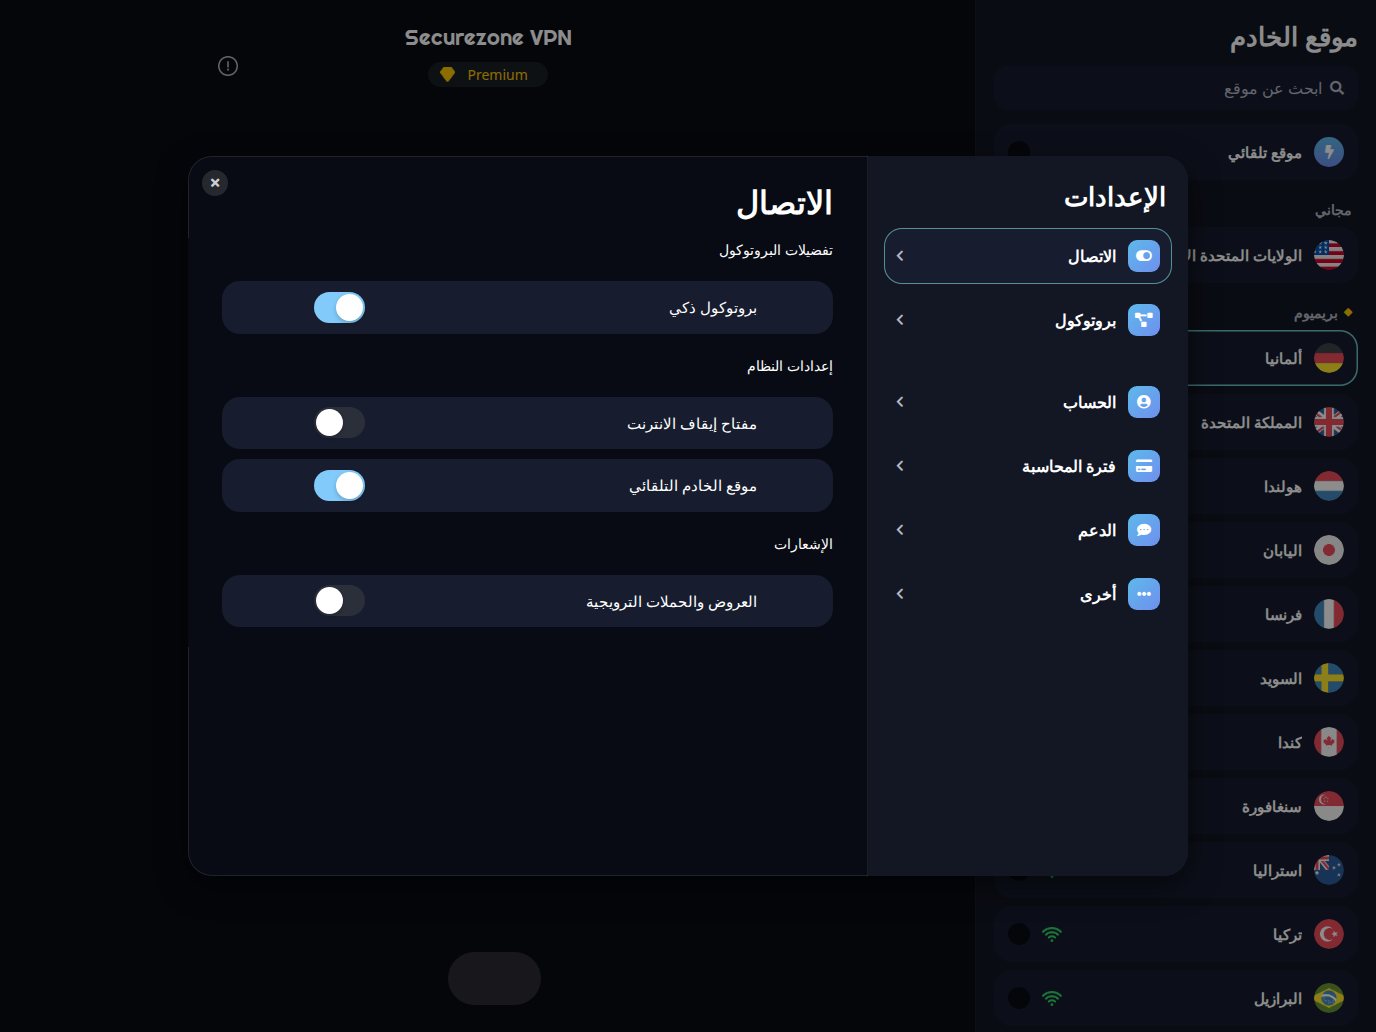 Securezone VPN
Premium
موقع الخادم
ابحث عن موقع
موقع تلقائي
مجاني
الولايات المتحدة
بريميوم
ألمانيا
المملكة المتحدة
هولندا
اليابان
فرنسا
السويد
كندا
سنغافورة
استراليا
تركيا
البرازيل
الإعدادات
الاتصال
بروتوكول
الحساب
فترة المحاسبة
الدعم
أخرى
الاتصال
تفضيلات البروتوكول
بروتوكول ذكي
إعدادات النظام
مفتاح إيقاف الانترنت
موقع الخادم التلقائي
الإشعارات
العروض والحملات الترويجية